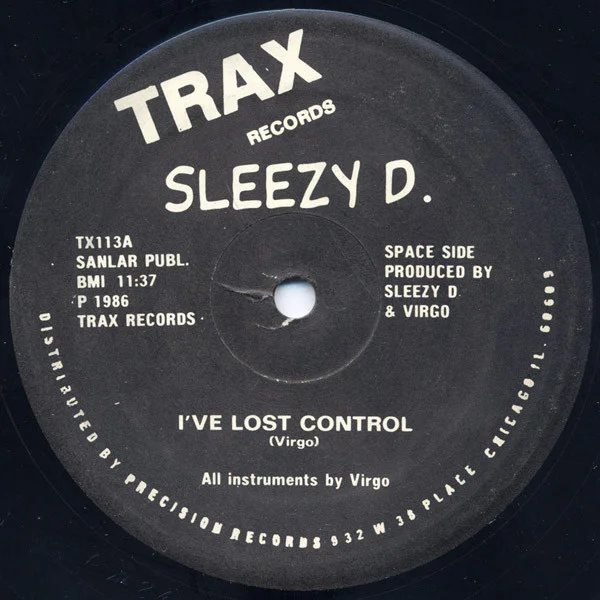 TRAX
RECORDS
SLEEZY D.
TX113A
SANLAR PUBL.
BMI 11:37
P 1986
TRAX RECORDS
SPACE SIDE
PRODUCED BY
SLEEZY D
& VIRGO
I'VE LOST CONTROL
(Virgo)
All instruments by Virgo
DISTRIBUTED BY PRECISION RECORDS 932 W 38 PLACE CHICAGO IL. 60609